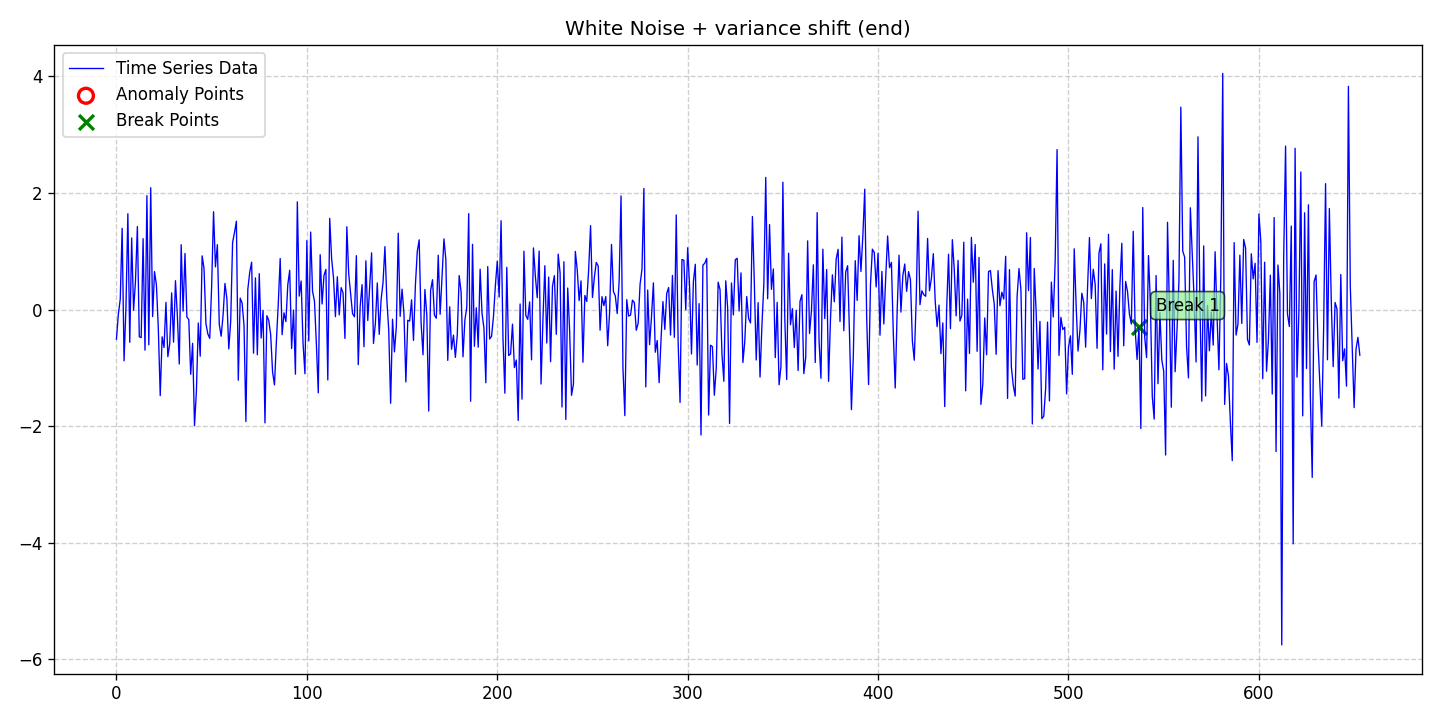 White Noise + variance shift (end)
Time Series Data
Anomaly Points
Break Points
Break 1
4
2
0
−2
−4
−6
0
100
200
300
400
500
600